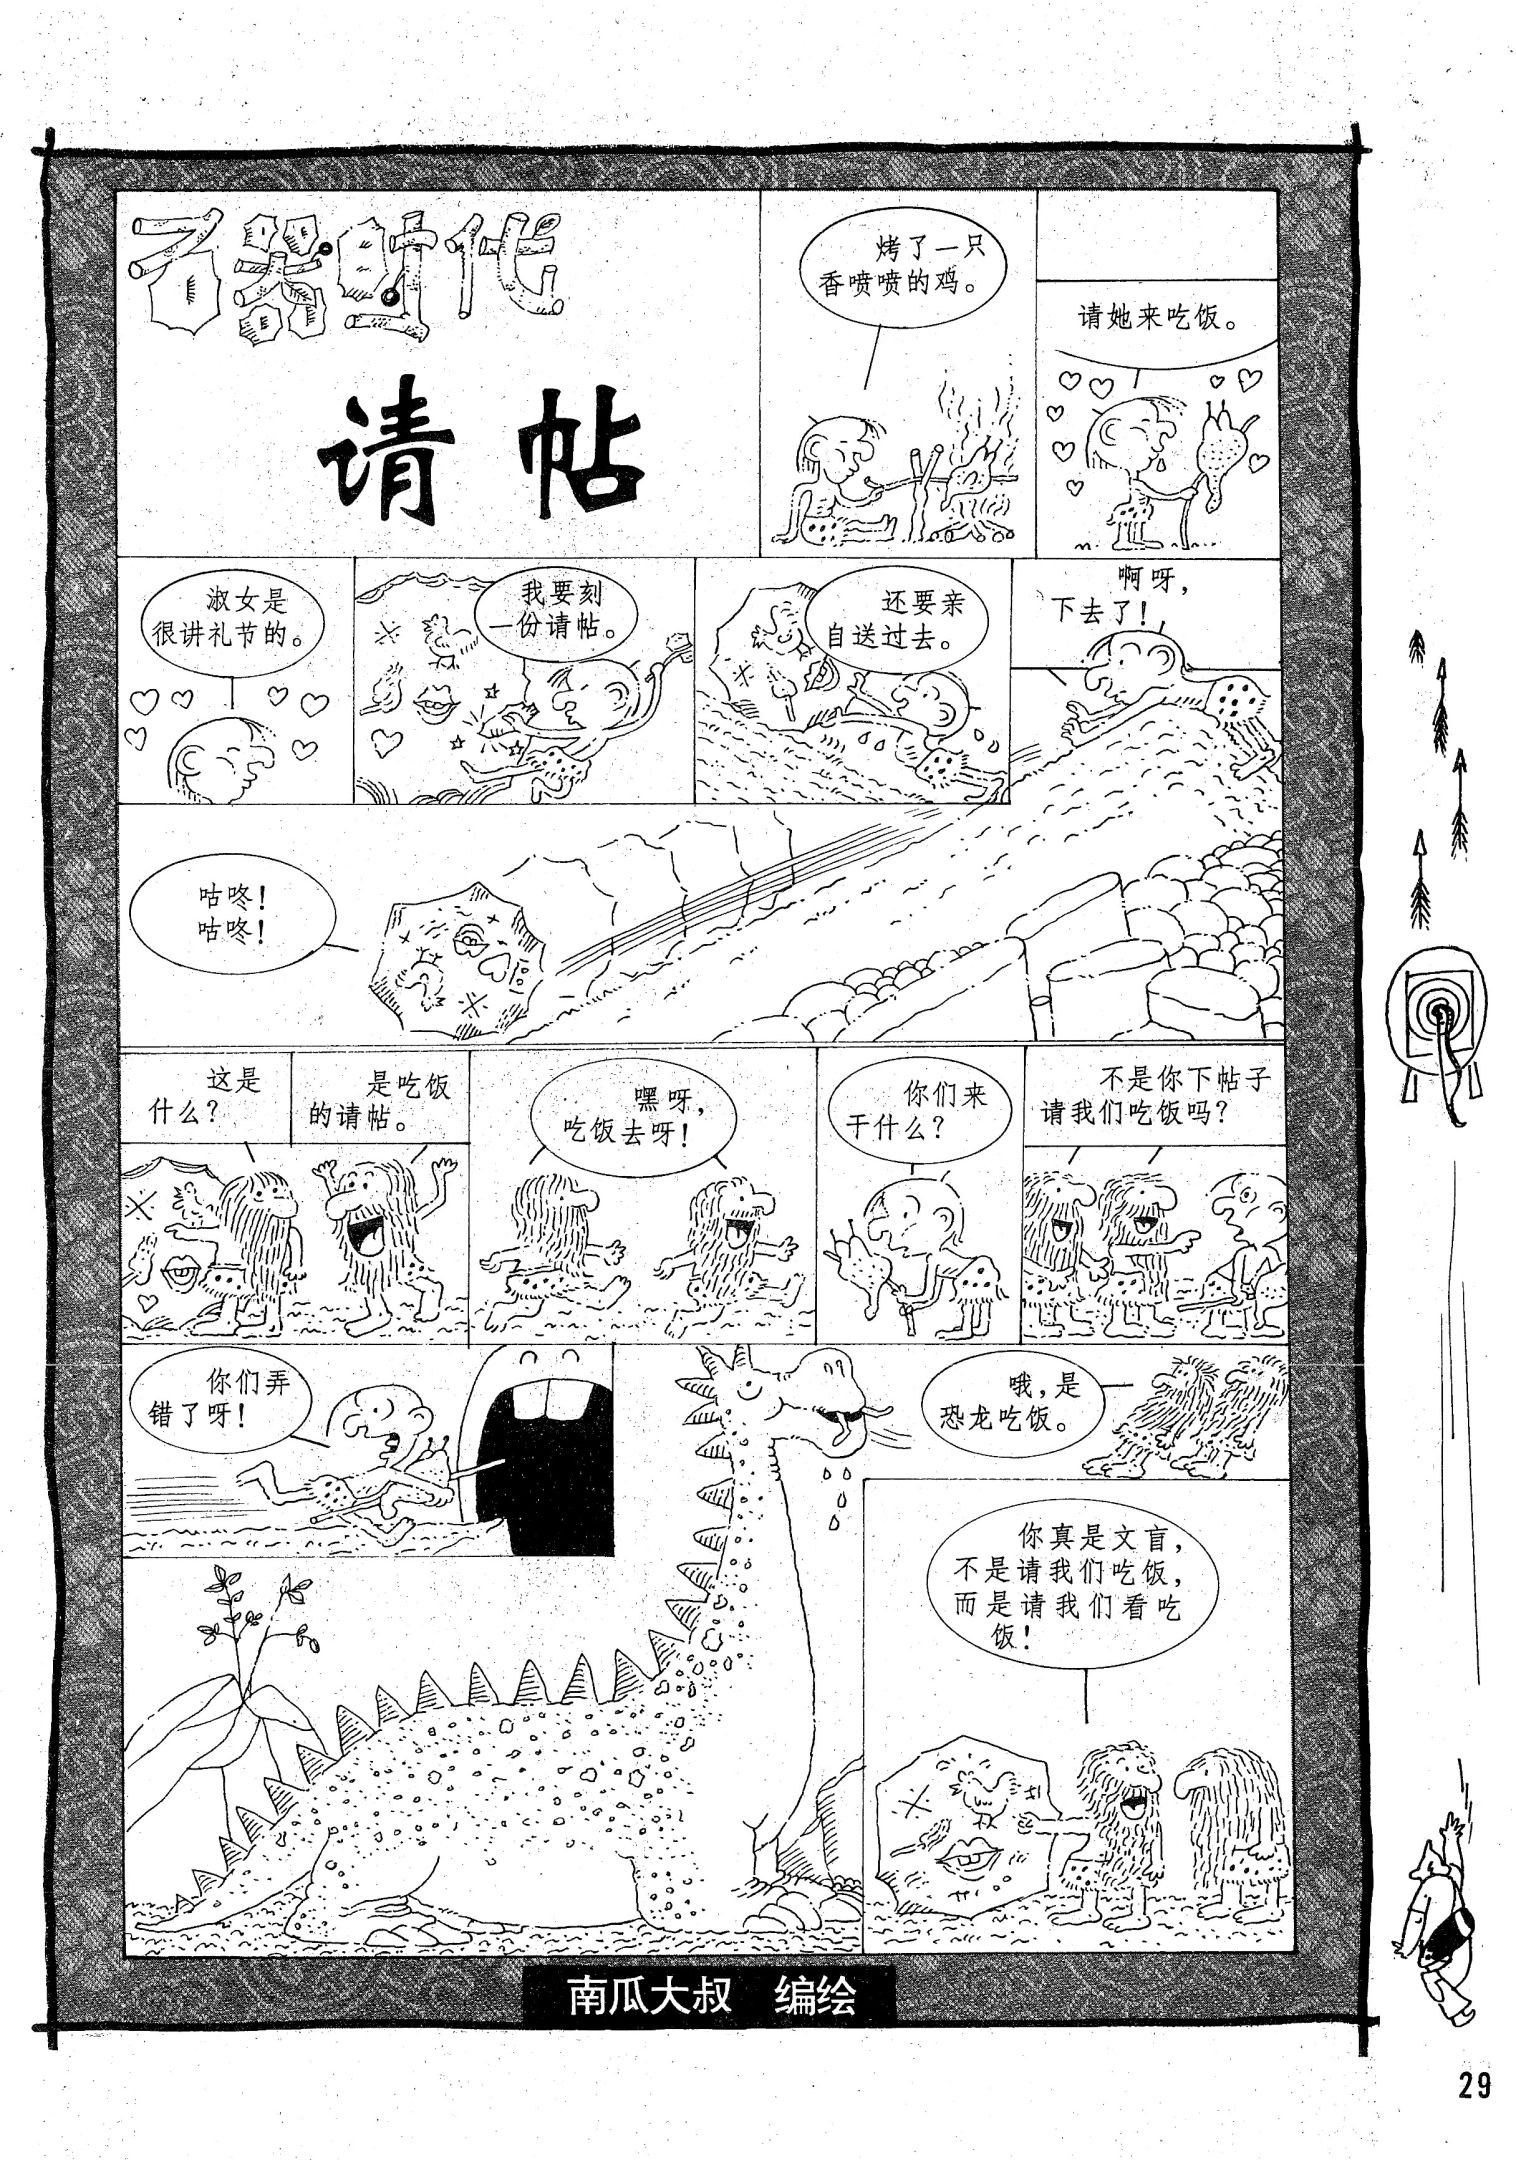 石器时代
请帖
烤了一只
香喷喷的鸡。
请她来吃饭。
淑女是
很讲礼节的。
我要刻
一份请帖。
还要亲
自送过去。
啊呀，
下去了！
咕咚！
咕咚！
这是
什么？
是吃饭
的请帖。
嘿呀，
吃饭去呀！
你们来
干什么？
不是你下帖子
请我们吃饭吗？
你们弄
错了呀！
哦，是
恐龙吃饭。
你真是文盲，
不是请我们吃饭，
而是请我们看吃
饭！
南瓜大叔 编绘
29